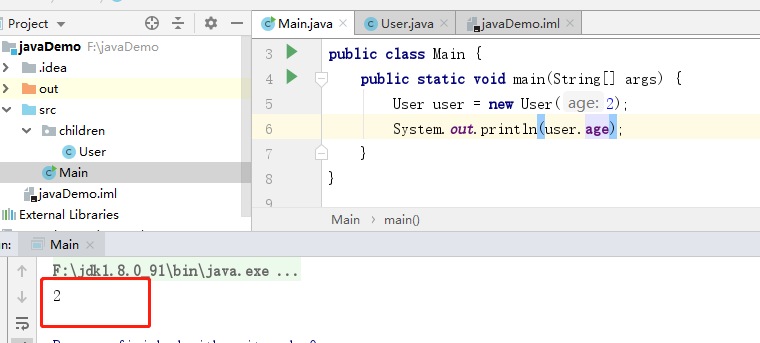 Project
javaDemo F:\javaDemo
.idea
out
src
children
User
Main
javaDemo.iml
External Libraries
Main.java
User.java
javaDemo.iml
3 public class Main {
4 public static void main(String[] args) {
5 User user = new User( age: 2);
6 System.out.println(user.age);
7 }
8 }
9
Main › main()
n: Main
F:\jdk1.8.0_91\bin\java.exe ...
2